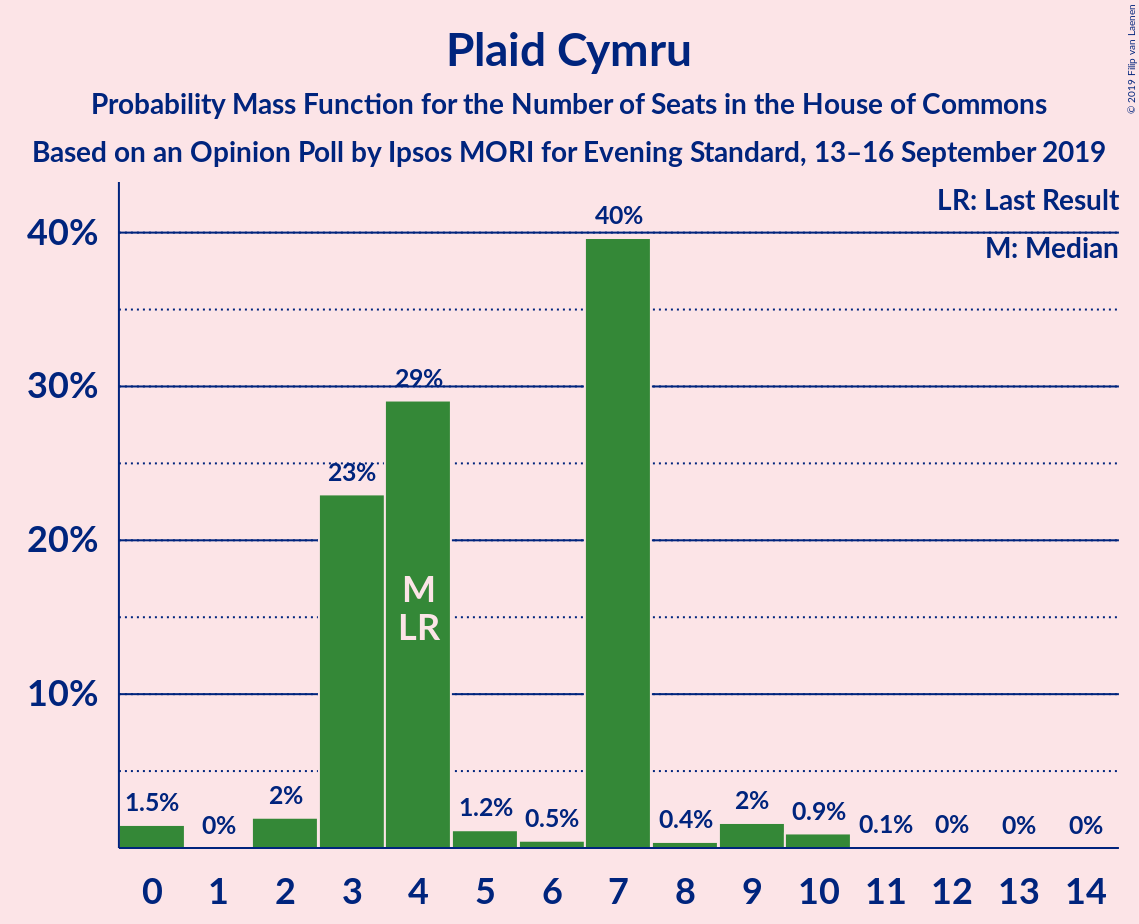 Plaid Cymru
Probability Mass Function for the Number of Seats in the House of Commons
Based on an Opinion Poll by Ipsos MORI for Evening Standard, 13–16 September 2019
© 2019 Filip van Laenen
LR: Last Result
M: Median
40%
30%
20%
10%
1.5%
0%
2%
23%
29%
1.2%
0.5%
40%
0.4%
2%
0.9%
0.1%
0%
0%
0%
M
LR
0 1 2 3 4 5 6 7 8 9 10 11 12 13 14